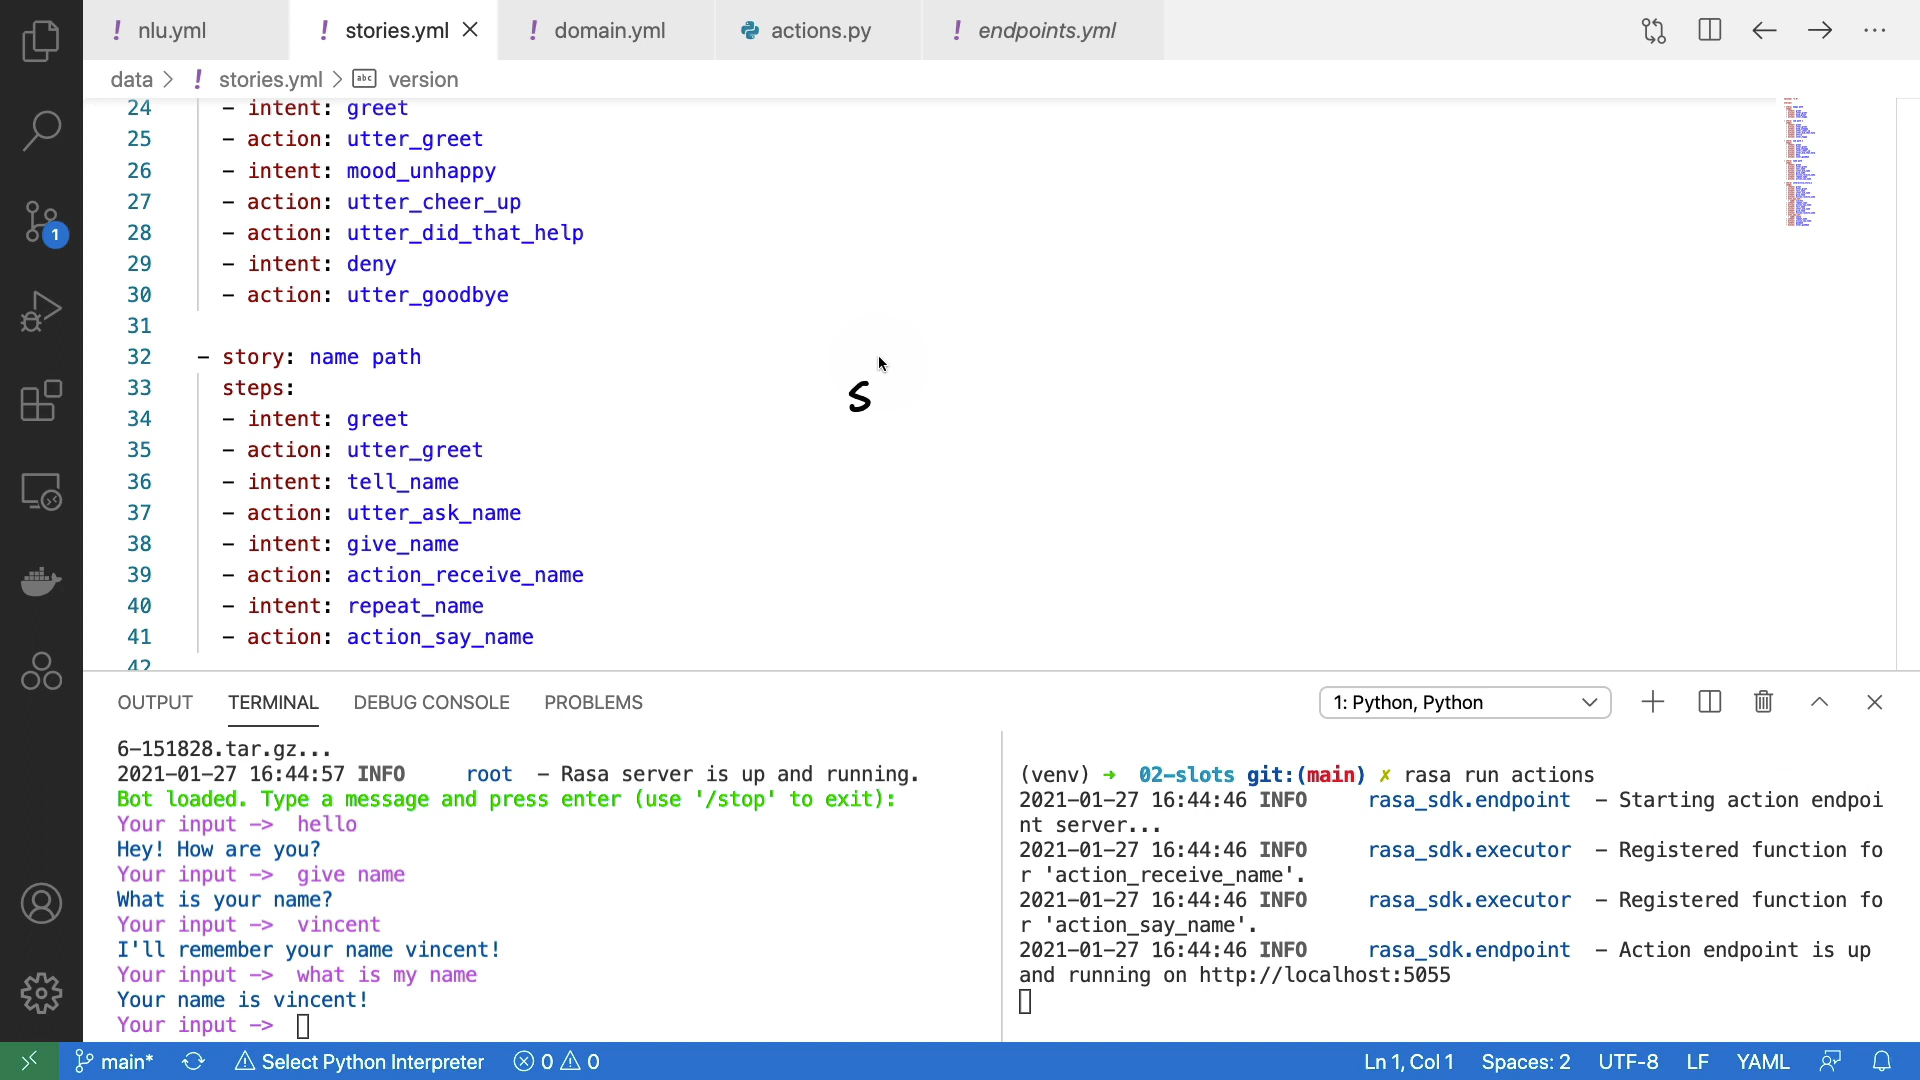 nlu.yml stories.yml domain.yml actions.py endpoints.yml
data > stories.yml > abc version
24 - intent: greet
25 - action: utter_greet
26 - intent: mood_unhappy
27 - action: utter_cheer_up
28 - action: utter_did_that_help
29 - intent: deny
30 - action: utter_goodbye
31
32 - story: name path
33 steps:
S
34 - intent: greet
35 - action: utter_greet
36 - intent: tell_name
37 - action: utter_ask_name
38 - intent: give_name
39 - action: action_receive_name
40 - intent: repeat_name
41 - action: action_say_name
42
OUTPUT TERMINAL DEBUG CONSOLE PROBLEMS 1: Python, Python
6-151828.tar.gz...
2021-01-27 16:44:57 INFO root - Rasa server is up and running.
Bot loaded. Type a message and press enter (use '/stop' to exit):
Your input -> hello
Hey! How are you?
Your input -> give name
What is your name?
Your input -> vincent
I'll remember your name vincent!
Your input -> what is my name
Your name is vincent!
Your input ->
(venv) → 02-slots git:(main) ✗ rasa run actions
2021-01-27 16:44:46 INFO rasa_sdk.endpoint - Starting action endpoi
nt server...
2021-01-27 16:44:46 INFO rasa_sdk.executor - Registered function fo
r 'action_receive_name'.
2021-01-27 16:44:46 INFO rasa_sdk.executor - Registered function fo
r 'action_say_name'.
2021-01-27 16:44:46 INFO rasa_sdk.endpoint - Action endpoint is up
and running on http://localhost:5055
1
main* Select Python Interpreter 0 0 Ln 1, Col 1 Spaces: 2 UTF-8 LF YAML